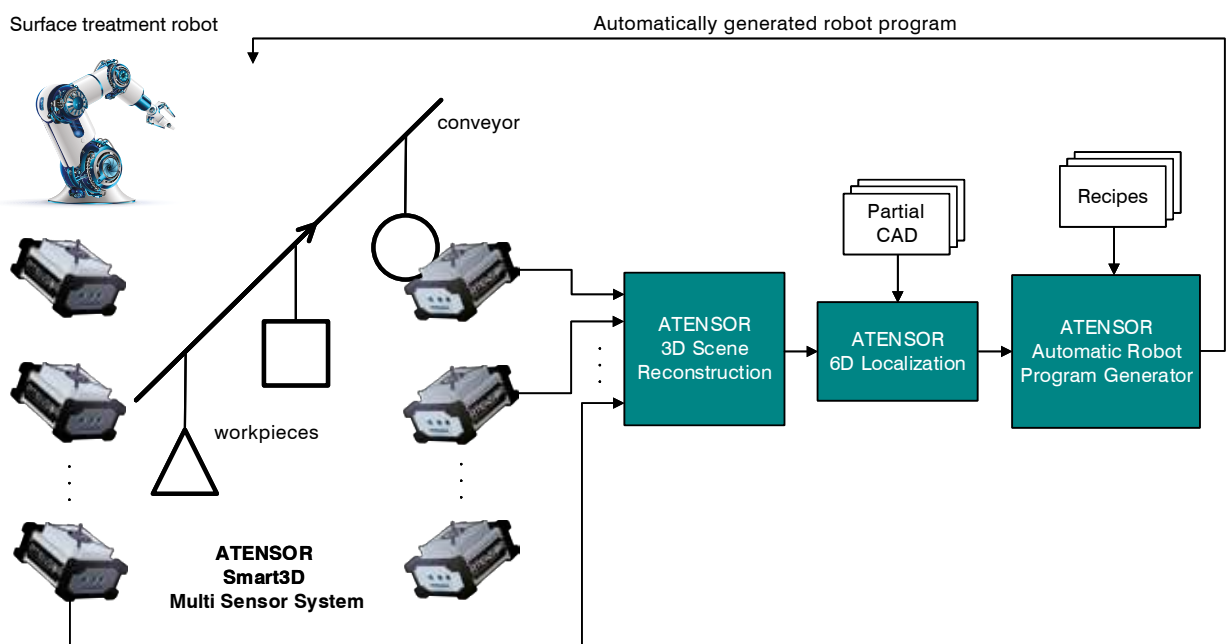 Surface treatment robot
Automatically generated robot program
conveyor
workpieces
Partial
CAD
Recipes
ATENSOR
3D Scene
Reconstruction
ATENSOR
6D Localization
ATENSOR
Automatic Robot
Program Generator
ATENSOR
Smart3D
Multi Sensor System